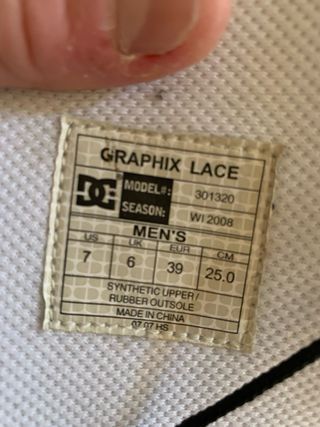 GRAPHIX LACE
DC MODEL#: 301320
SEASON: WI 2008
MEN'S
US UK EUR CM
7 6 39 25.0
SYNTHETIC UPPER/
RUBBER OUTSOLE
MADE IN CHINA
07.07 HS